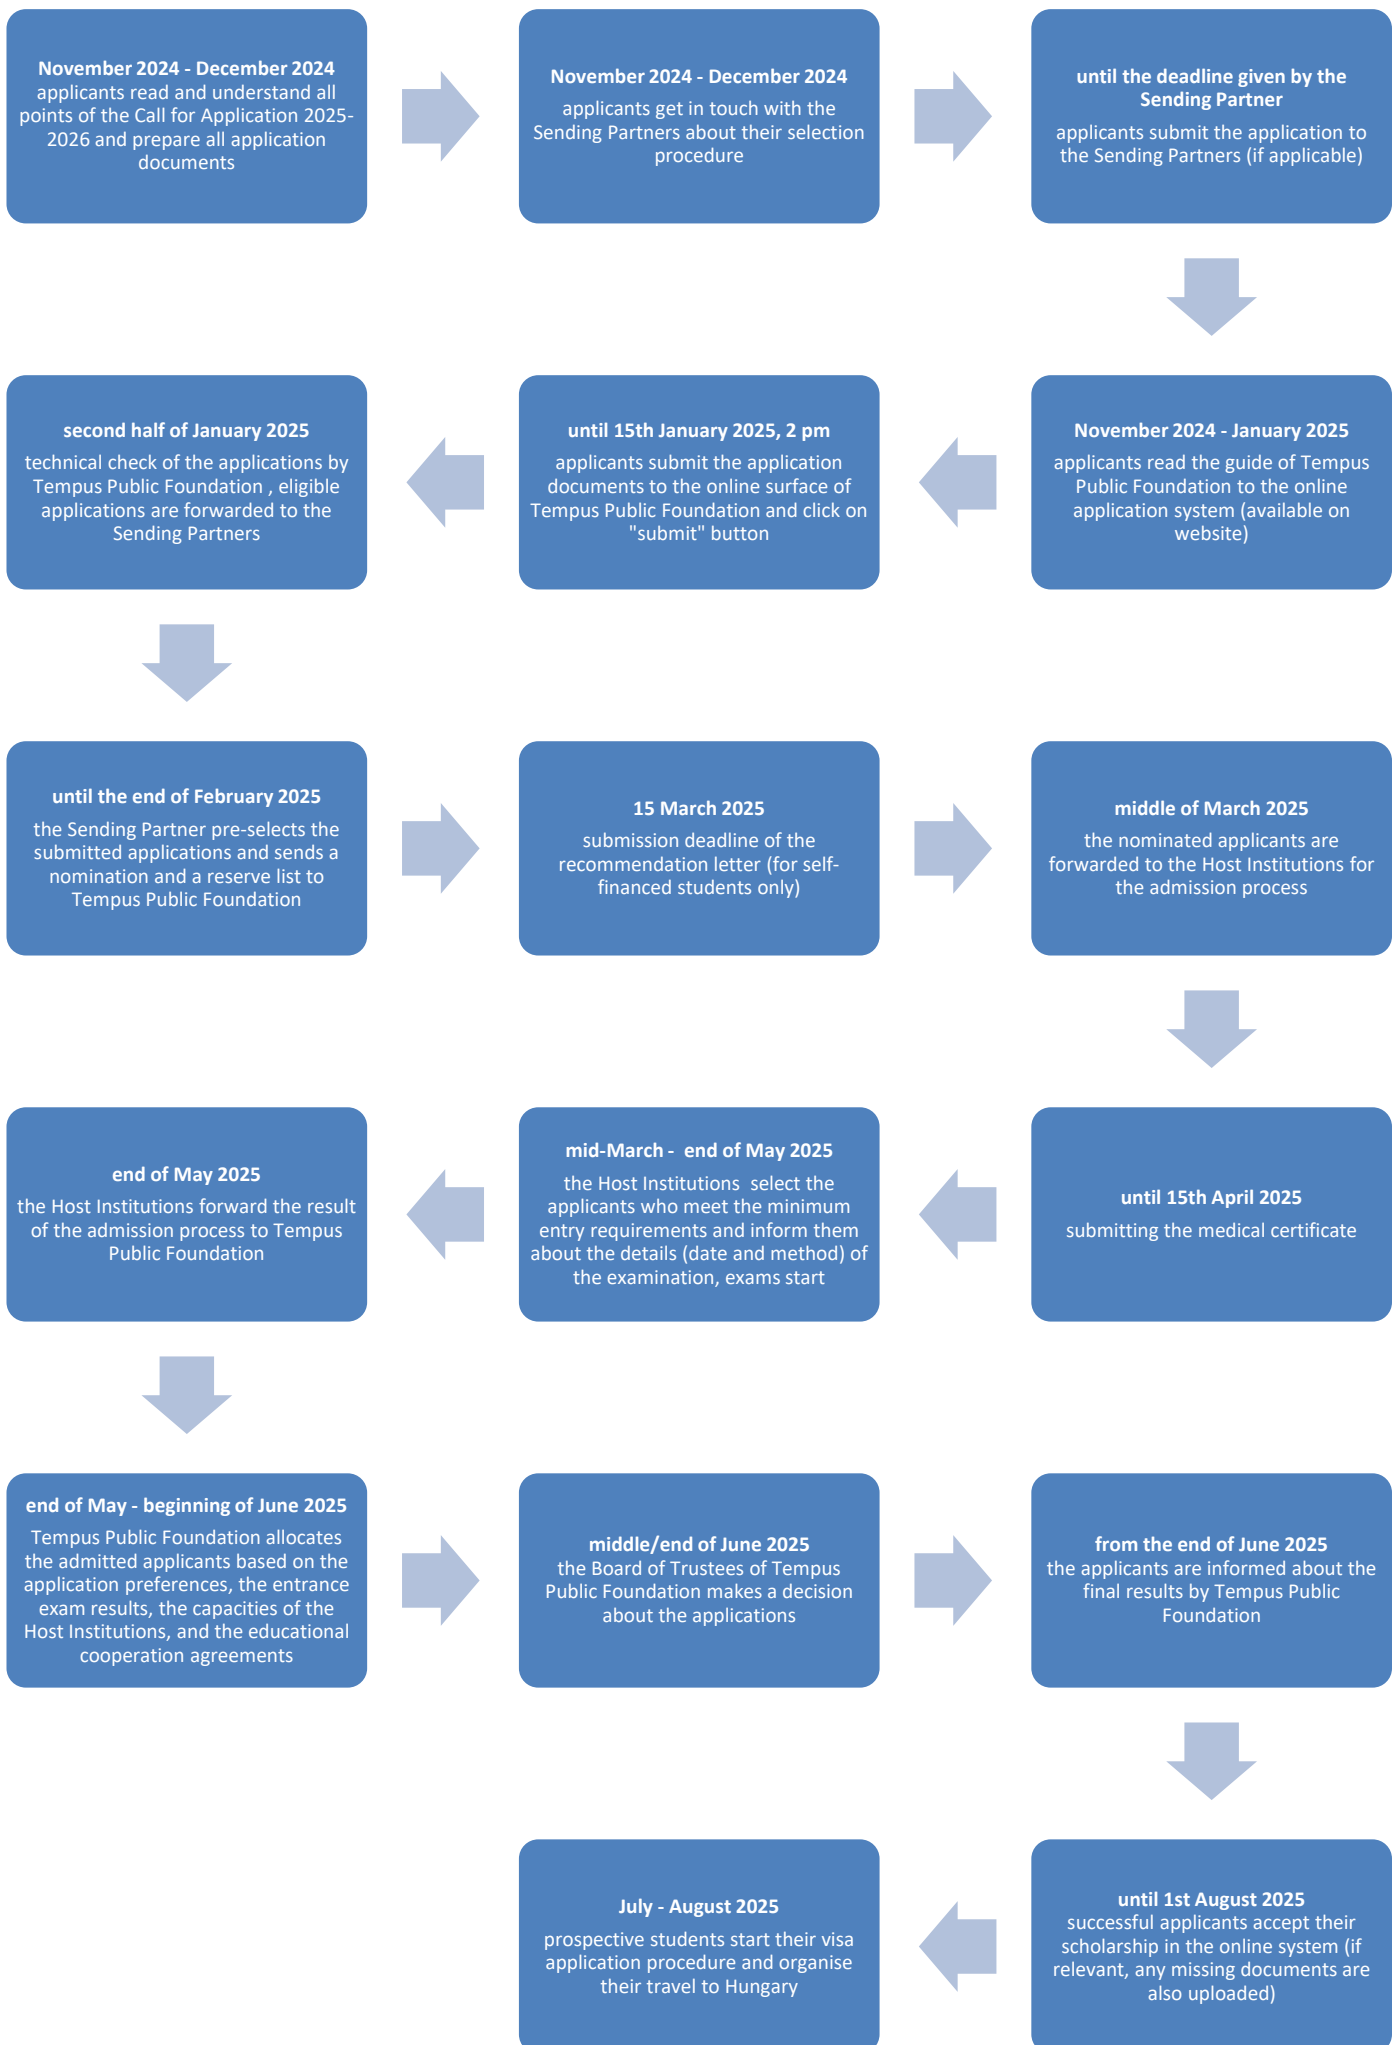 November 2024 - December 2024
applicants read and understand all
points of the Call for Application 2025-
2026 and prepare all application
documents
November 2024 - December 2024
applicants get in touch with the
Sending Partners about their selection
procedure
until the deadline given by the
Sending Partner
applicants submit the application to
the Sending Partners (if applicable)
November 2024 - January 2025
applicants read the guide of Tempus
Public Foundation to the online
application system (available on
website)
until 15th January 2025, 2 pm
applicants submit the application
documents to the online surface of
Tempus Public Foundation and click on
"submit" button
second half of January 2025
technical check of the applications by
Tempus Public Foundation , eligible
applications are forwarded to the
Sending Partners
until the end of February 2025
the Sending Partner pre-selects the
submitted applications and sends a
nomination and a reserve list to
Tempus Public Foundation
15 March 2025
submission deadline of the
recommendation letter (for self-
financed students only)
middle of March 2025
the nominated applicants are
forwarded to the Host Institutions for
the admission process
until 15th April 2025
submitting the medical certificate
mid-March - end of May 2025
the Host Institutions select the
applicants who meet the minimum
entry requirements and inform them
about the details (date and method) of
the examination, exams start
end of May 2025
the Host Institutions forward the result
of the admission process to Tempus
Public Foundation
end of May - beginning of June 2025
Tempus Public Foundation allocates
the admitted applicants based on the
application preferences, the entrance
exam results, the capacities of the
Host Institutions, and the educational
cooperation agreements
middle/end of June 2025
the Board of Trustees of Tempus
Public Foundation makes a decision
about the applications
from the end of June 2025
the applicants are informed about the
final results by Tempus Public
Foundation
until 1st August 2025
successful applicants accept their
scholarship in the online system (if
relevant, any missing documents are
also uploaded)
July - August 2025
prospective students start their visa
application procedure and organise
their travel to Hungary